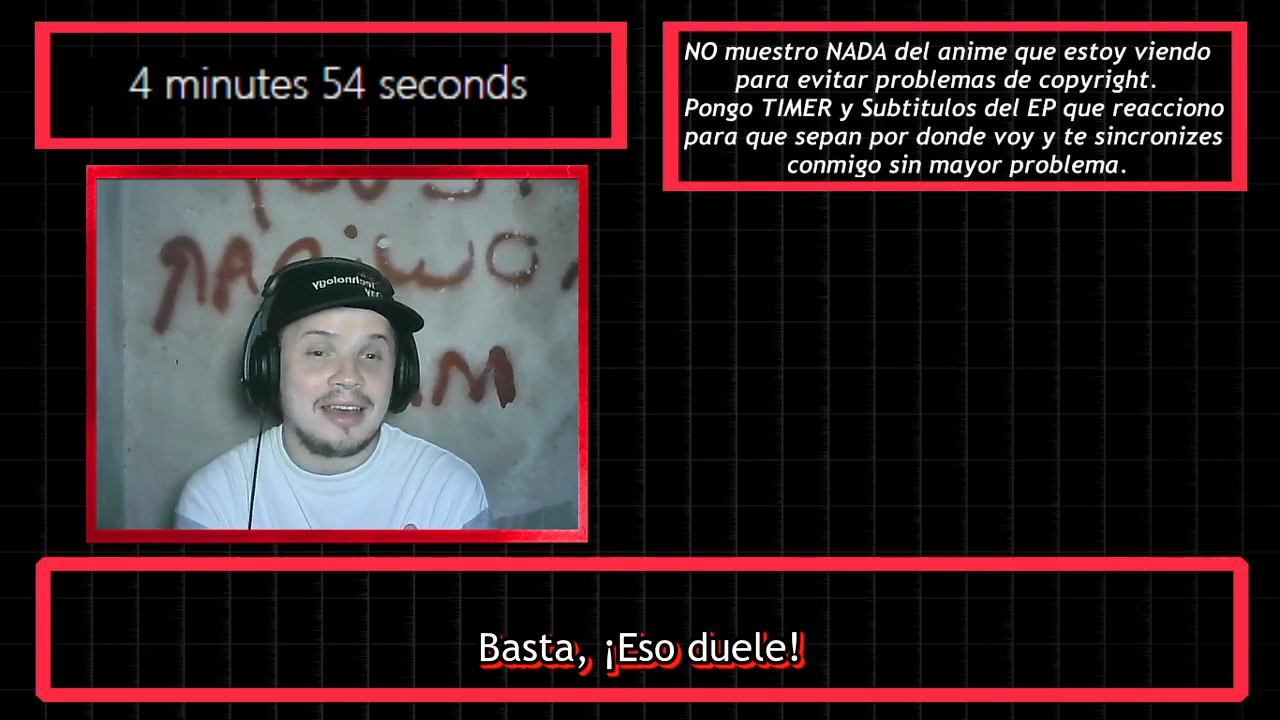 4 minutes 54 seconds
NO muestro NADA del anime que estoy viendo
para evitar problemas de copyright.
Pongo TIMER y Subtitulos del EP que reacciono
para que sepan por donde voy y te sincronizes
conmigo sin mayor problema.
Technology
Basta, ¡Eso duele!